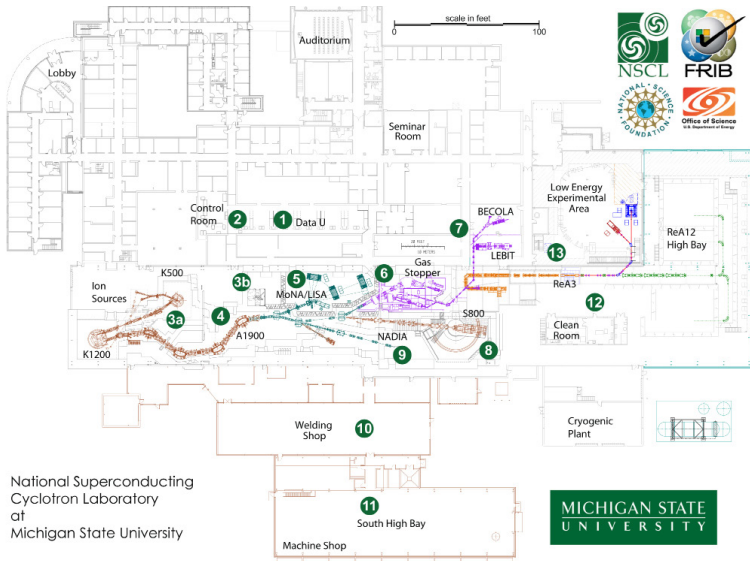 scale in feet
0
100
Auditorium
Lobby
NSCL
FRIB
NATIONAL SCIENCE FOUNDATION
Office of Science
U.S. Department of Energy
Seminar
Room
Control
Room
2
1
Data U
7
BECOLA
LEBIT
Low Energy
Experimental
Area
13
ReA12
High Bay
K500
Ion
Sources
3b
5
MoNA/LISA
6
Gas
Stopper
ReA3
3a
4
A1900
K1200
S800
NADIA
9
8
12
Clean
Room
Welding
Shop
10
Cryogenic
Plant
11
South High Bay
Machine Shop
National Superconducting
Cyclotron Laboratory
at
Michigan State University
MICHIGAN STATE
UNIVERSITY